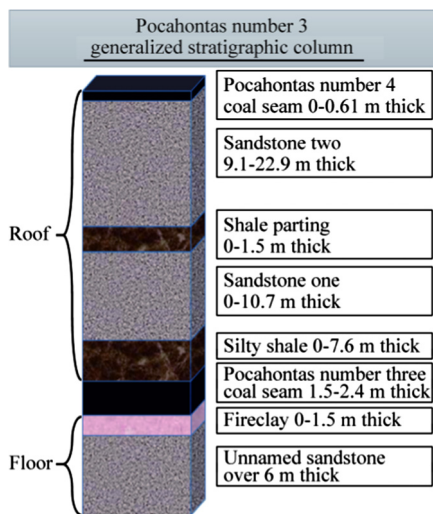 Pocahontas number 3
generalized stratigraphic column
Pocahontas number 4
coal seam 0-0.61 m thick
Sandstone two
9.1-22.9 m thick
Roof
Shale parting
0-1.5 m thick
Sandstone one
0-10.7 m thick
Silty shale 0-7.6 m thick
Pocahontas number three
coal seam 1.5-2.4 m thick
Fireclay 0-1.5 m thick
Floor
Unnamed sandstone
over 6 m thick